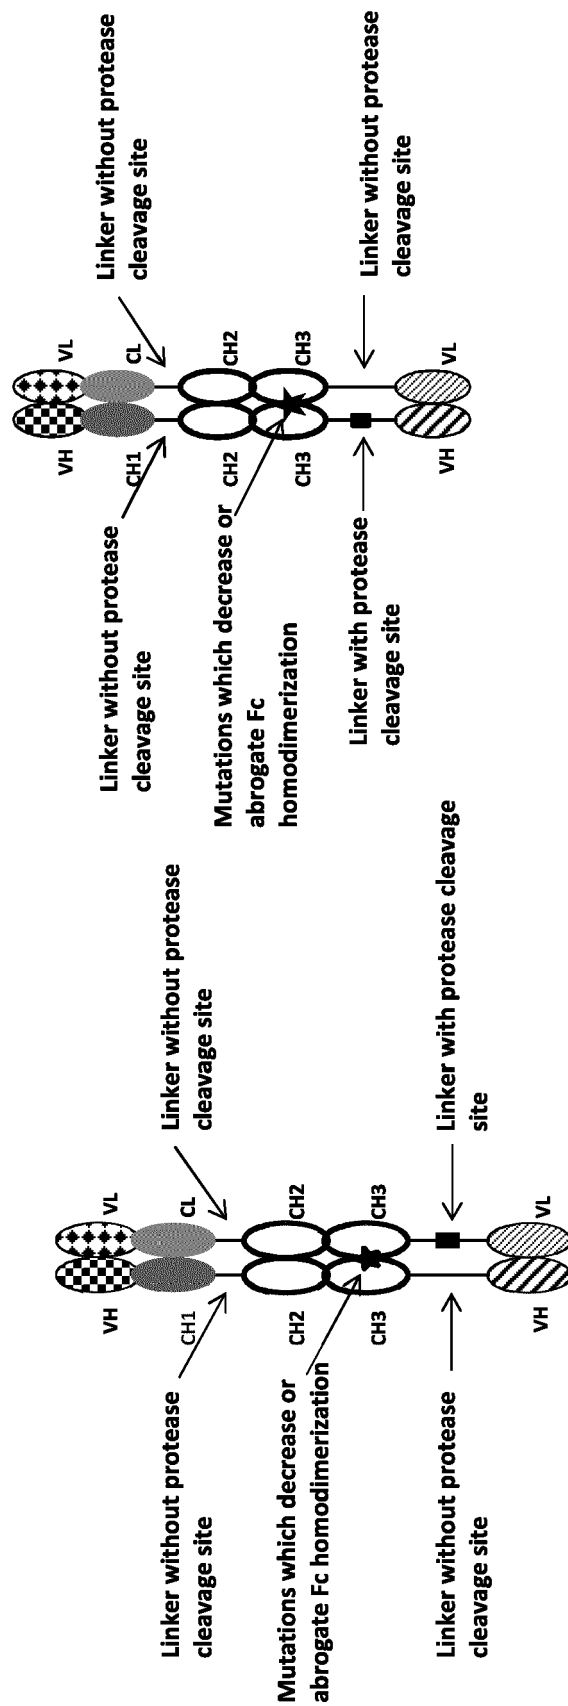 VH
VL
CH1
CL
Linker without protease
cleavage site
Linker without protease
cleavage site
CH2
CH2
Mutations which decrease or
abrogate Fc homodimerization
CH3
CH3
Linker without protease
cleavage site
Linker with protease cleavage
site
VH
VL
VH
VL
CH1
CL
Linker without protease
cleavage site
Linker without protease
cleavage site
CH2
CH2
Mutations which decrease or
abrogate Fc
homodimerization
CH3
CH3
Linker with protease
cleavage site
Linker without protease
cleavage site
VH
VL